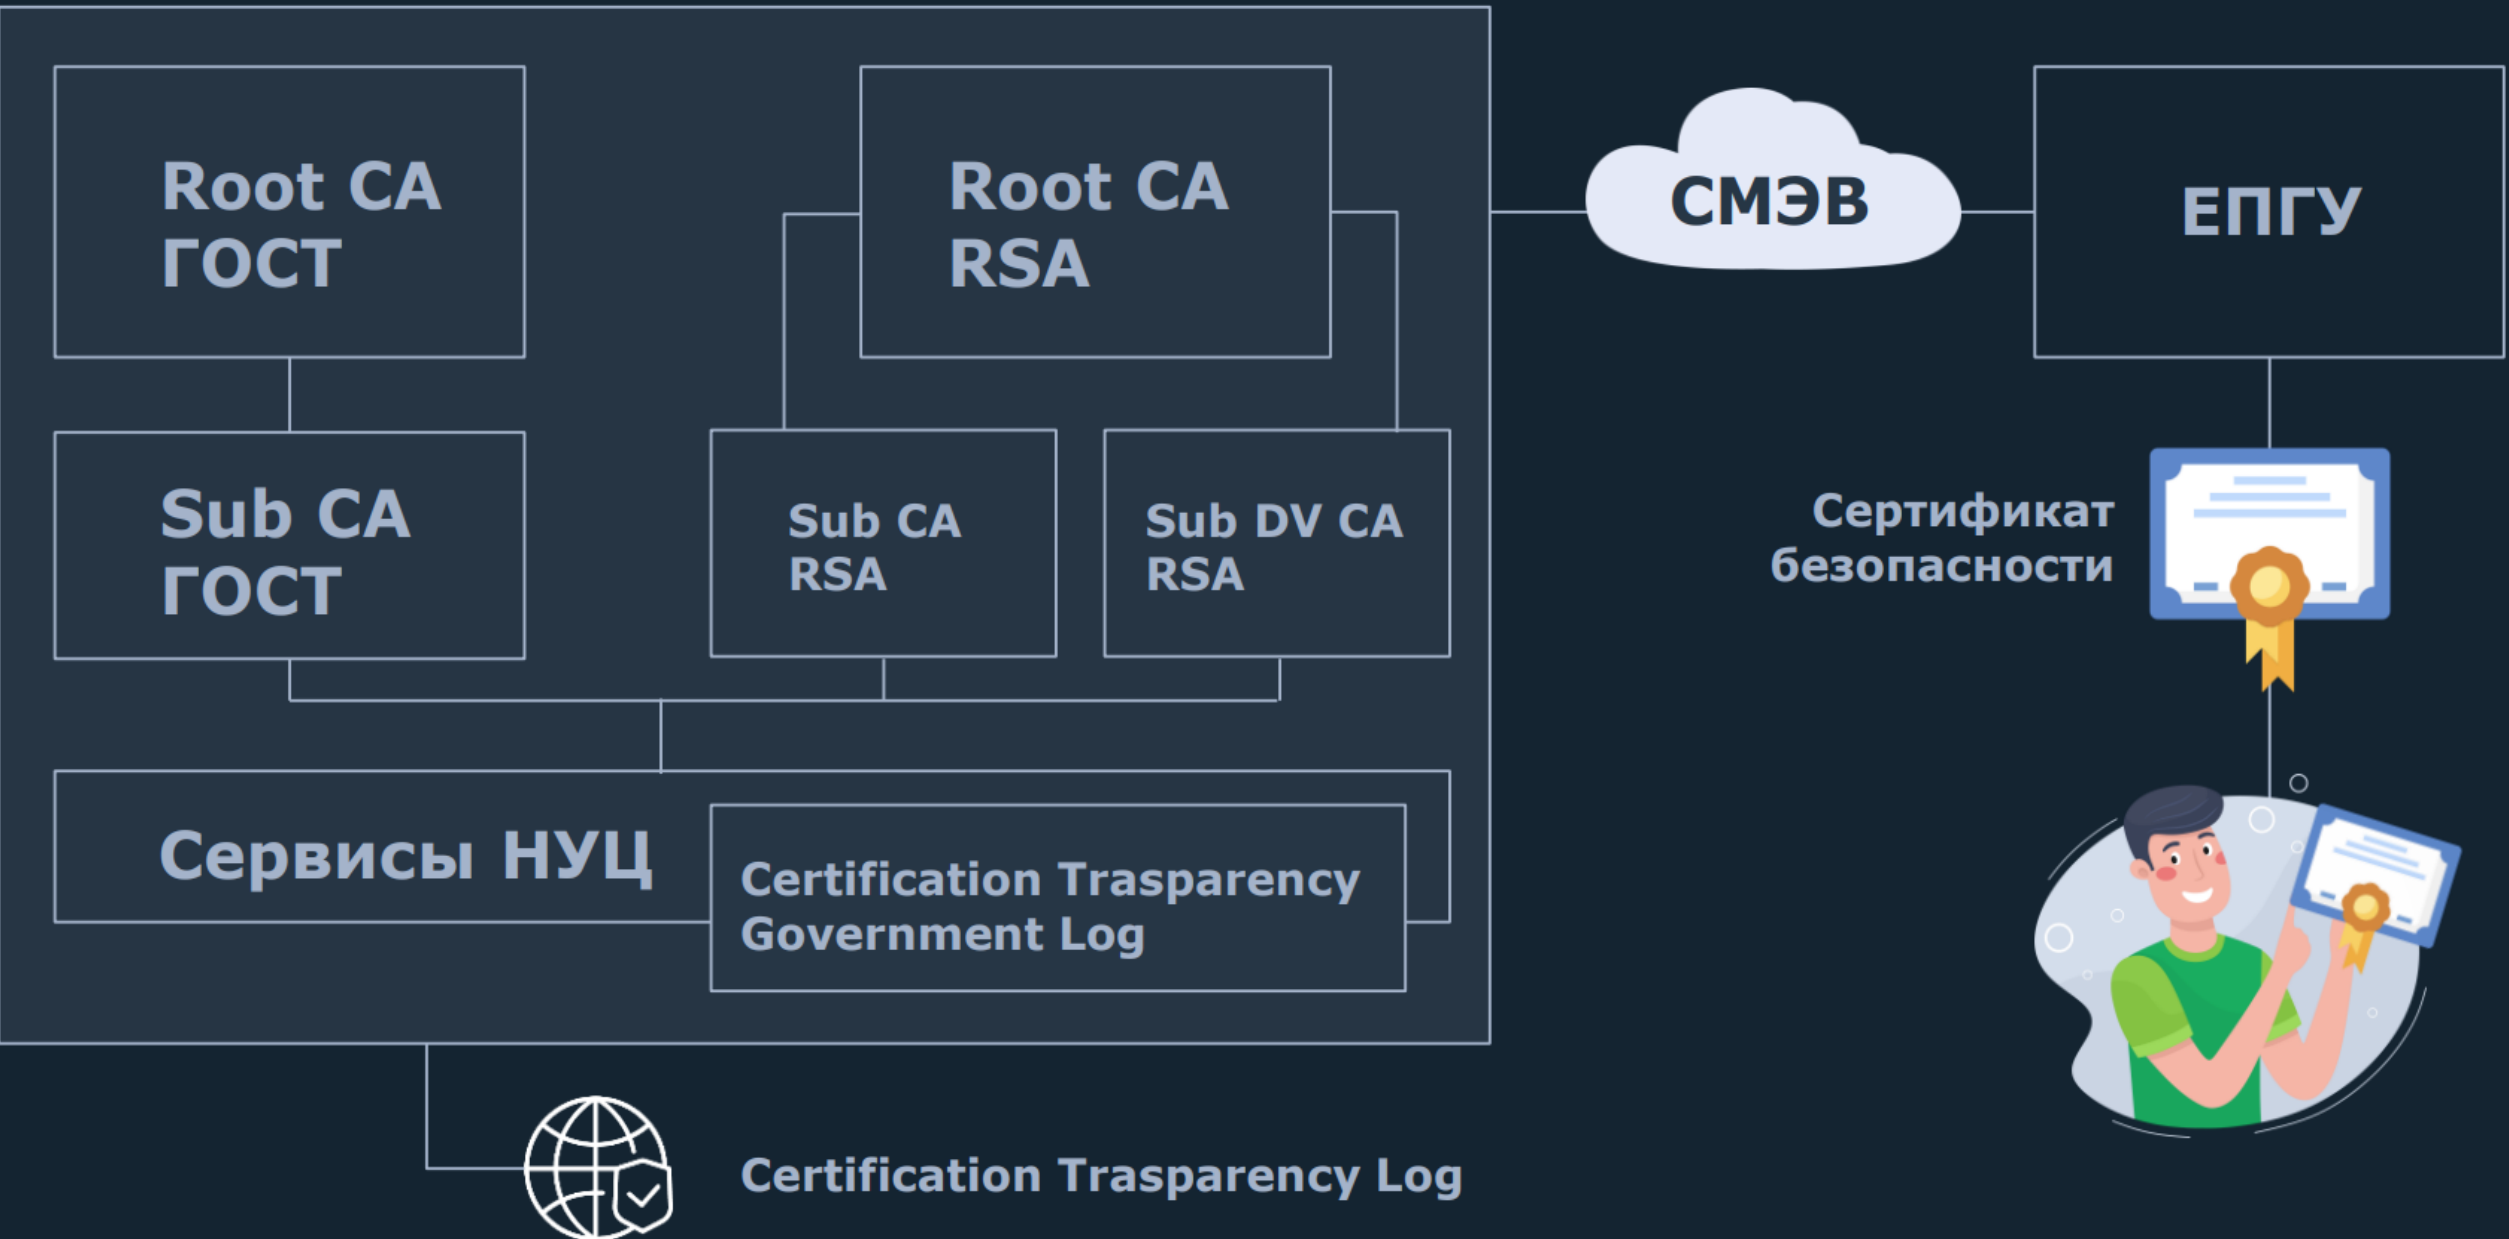 Root CA
ГОСТ
Root CA
RSA
СМЭВ
ЕПГУ
Sub CA
ГОСТ
Sub CA
RSA
Sub DV CA
RSA
Сертификат
безопасности
Сервисы НУЦ
Certification Trasparency
Government Log
Certification Trasparency Log